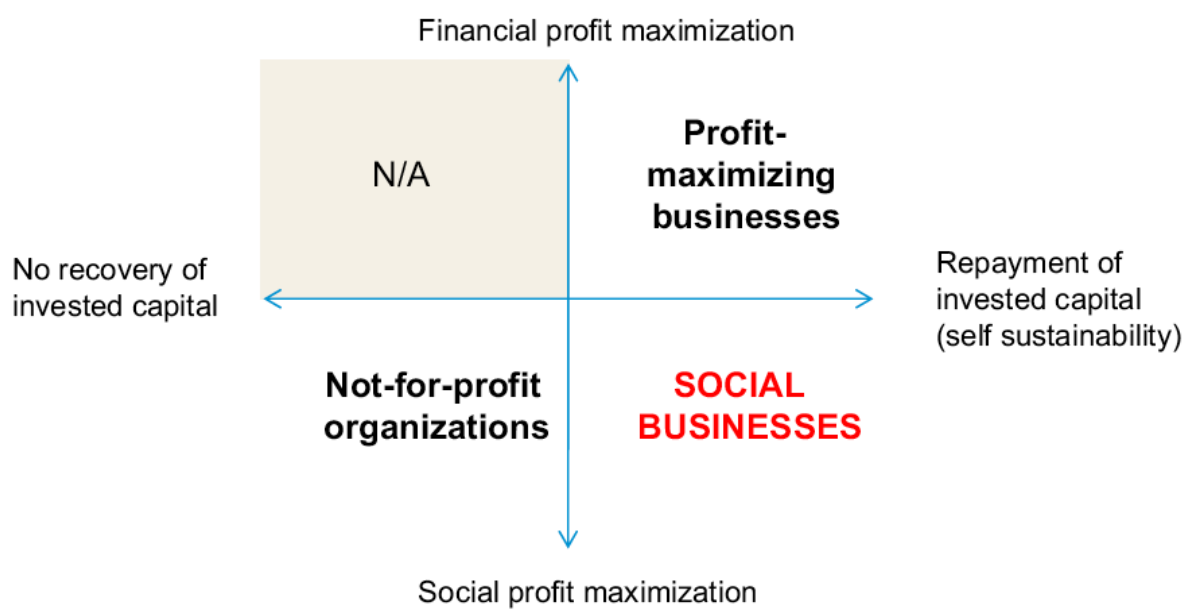 Financial profit maximization
N/A
Profit-
maximizing
businesses
No recovery of
invested capital
Repayment of
invested capital
(self sustainability)
Not-for-profit
organizations
SOCIAL
BUSINESSES
Social profit maximization